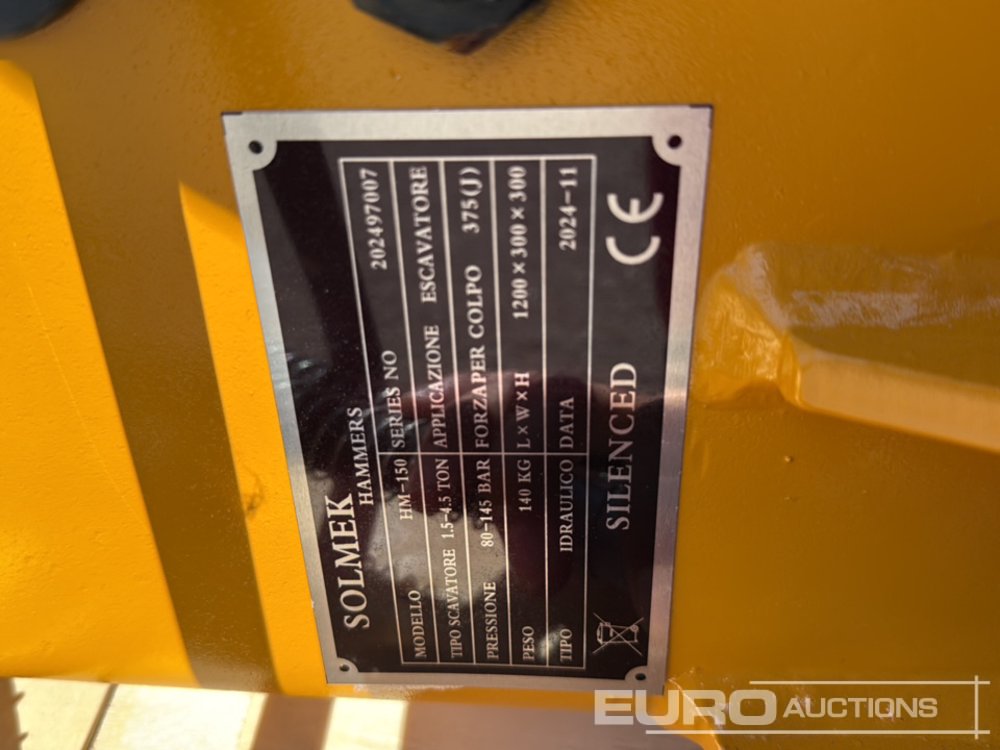 SOLMEK
HAMMERS
MODELLO HM-150 SERIES NO 202497007
TIPO SCAVATORE 1.5-4.5 TON APPLICAZIONE ESCAVATORE
PRESSIONE 80-145 BAR FORZAPER COLPO 375(J)
PESO 140 KG L×W×H 1200×300×300
TIPO IDRAULICO DATA 2024-11
SILENCED CE
EURO AUCTIONS